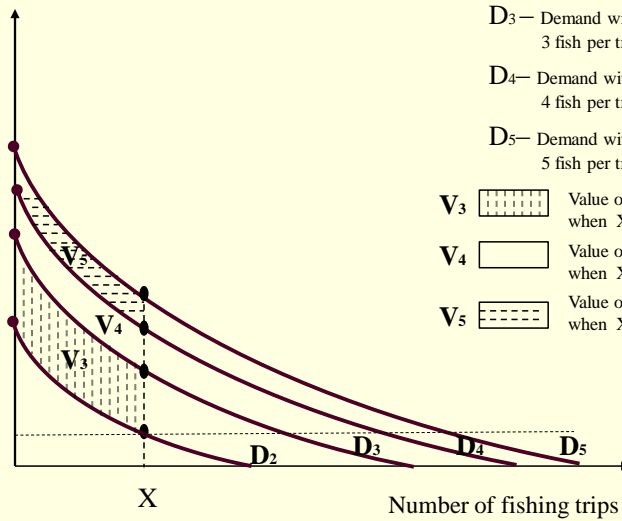 D3– Demand wi
3 fish per tr
D4– Demand wit
4 fish per tr
D5– Demand wit
5 fish per tr
V3
Value o
when X
V4
Value o
when X
V5
Value o
when X
V5
V4
V3
D2
D3
D4
D5
X
Number of fishing trips